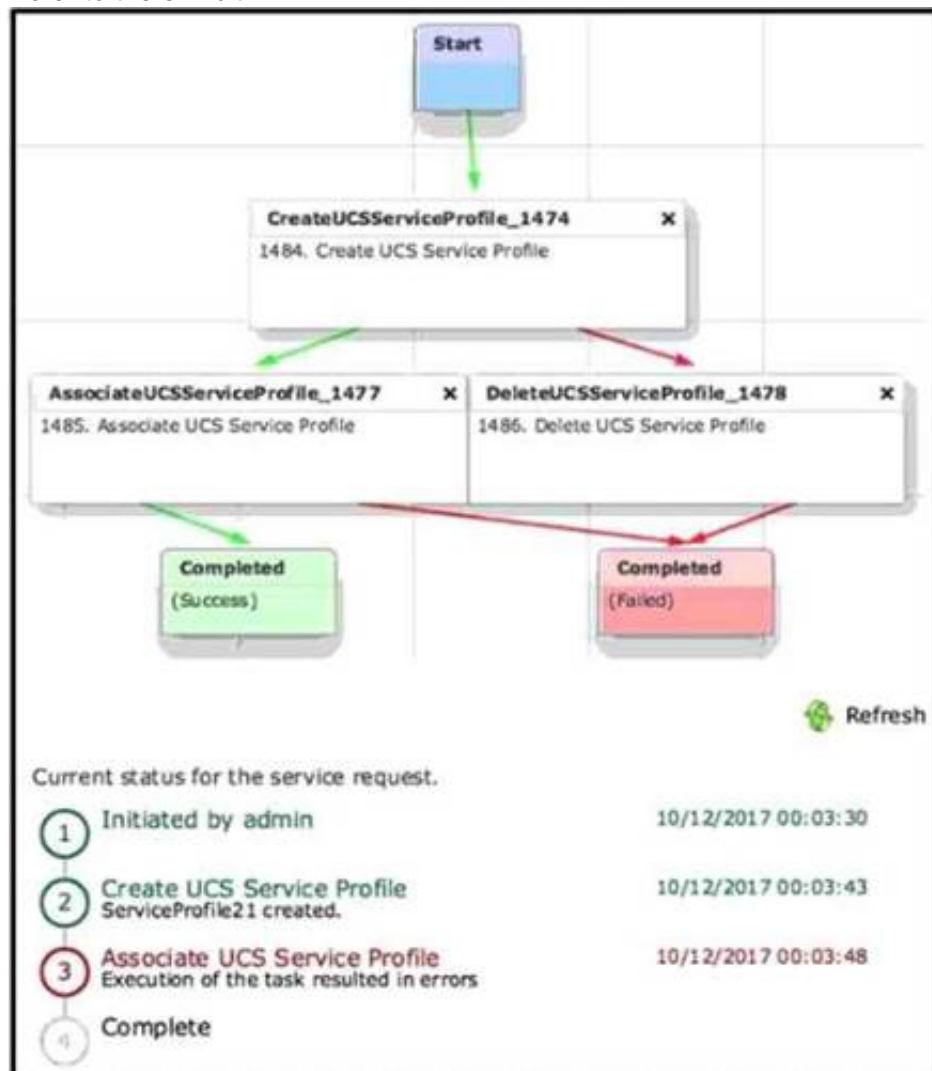 Start
CreateUCSServiceProfile_1474 x
1484. Create UCS Service Profile
AssociateUCSServiceProfile_1477 x
1485. Associate UCS Service Profile
DeleteUCSServiceProfile_1478 x
1486. Delete UCS Service Profile
Completed
(Success)
Completed
(Failed)
Refresh
Current status for the service request.
1 Initiated by admin 10/12/2017 00:03:30
2 Create UCS Service Profile 10/12/2017 00:03:43
ServiceProfile21 created.
3 Associate UCS Service Profile 10/12/2017 00:03:48
Execution of the task resulted in errors
4 Complete